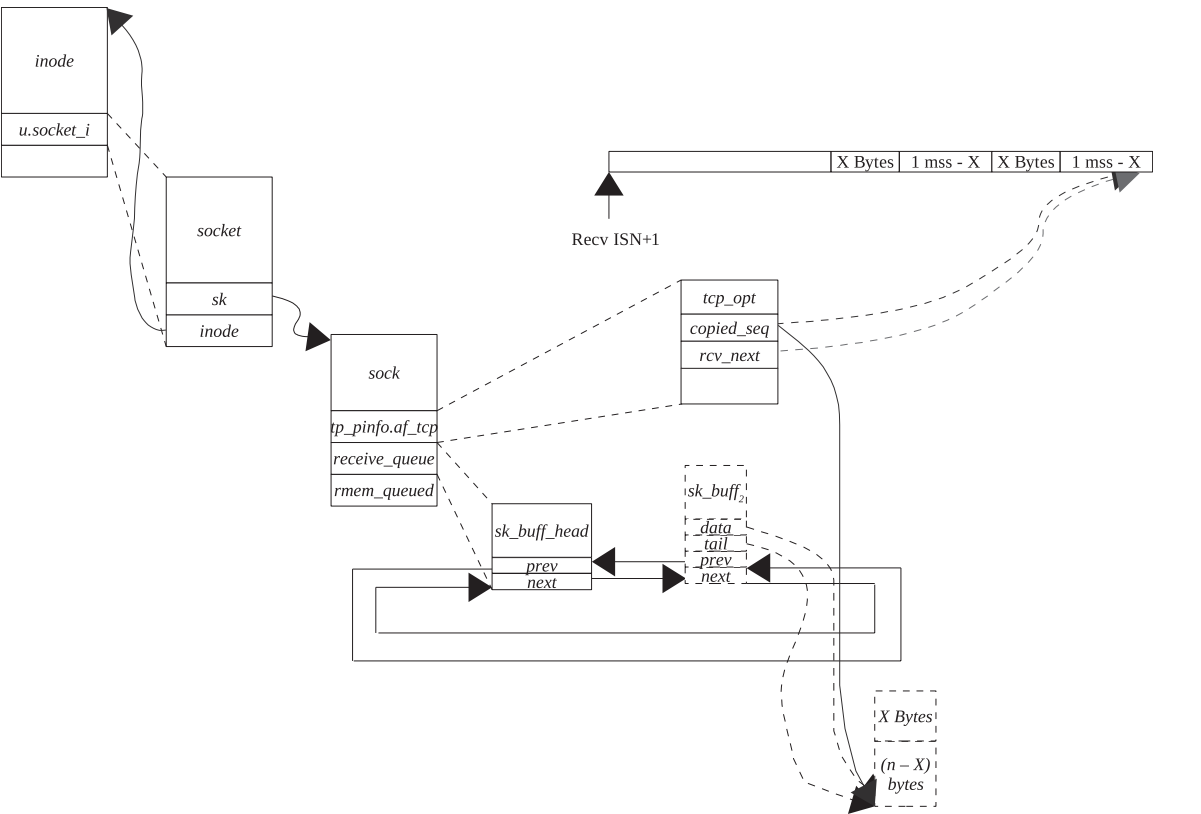 inode
u.socket_i
X Bytes
1 mss - X
X Bytes
1 mss - X
socket
Recv ISN+1
sk
inode
tcp_opt
copied_seq
rcv_next
sock
tp_pinfo.af_tcp
receive_queue
rmem_queued
sk_buff_head
prev
next
sk_buff₂
data
tail
prev
next
X Bytes
(n – X)
bytes